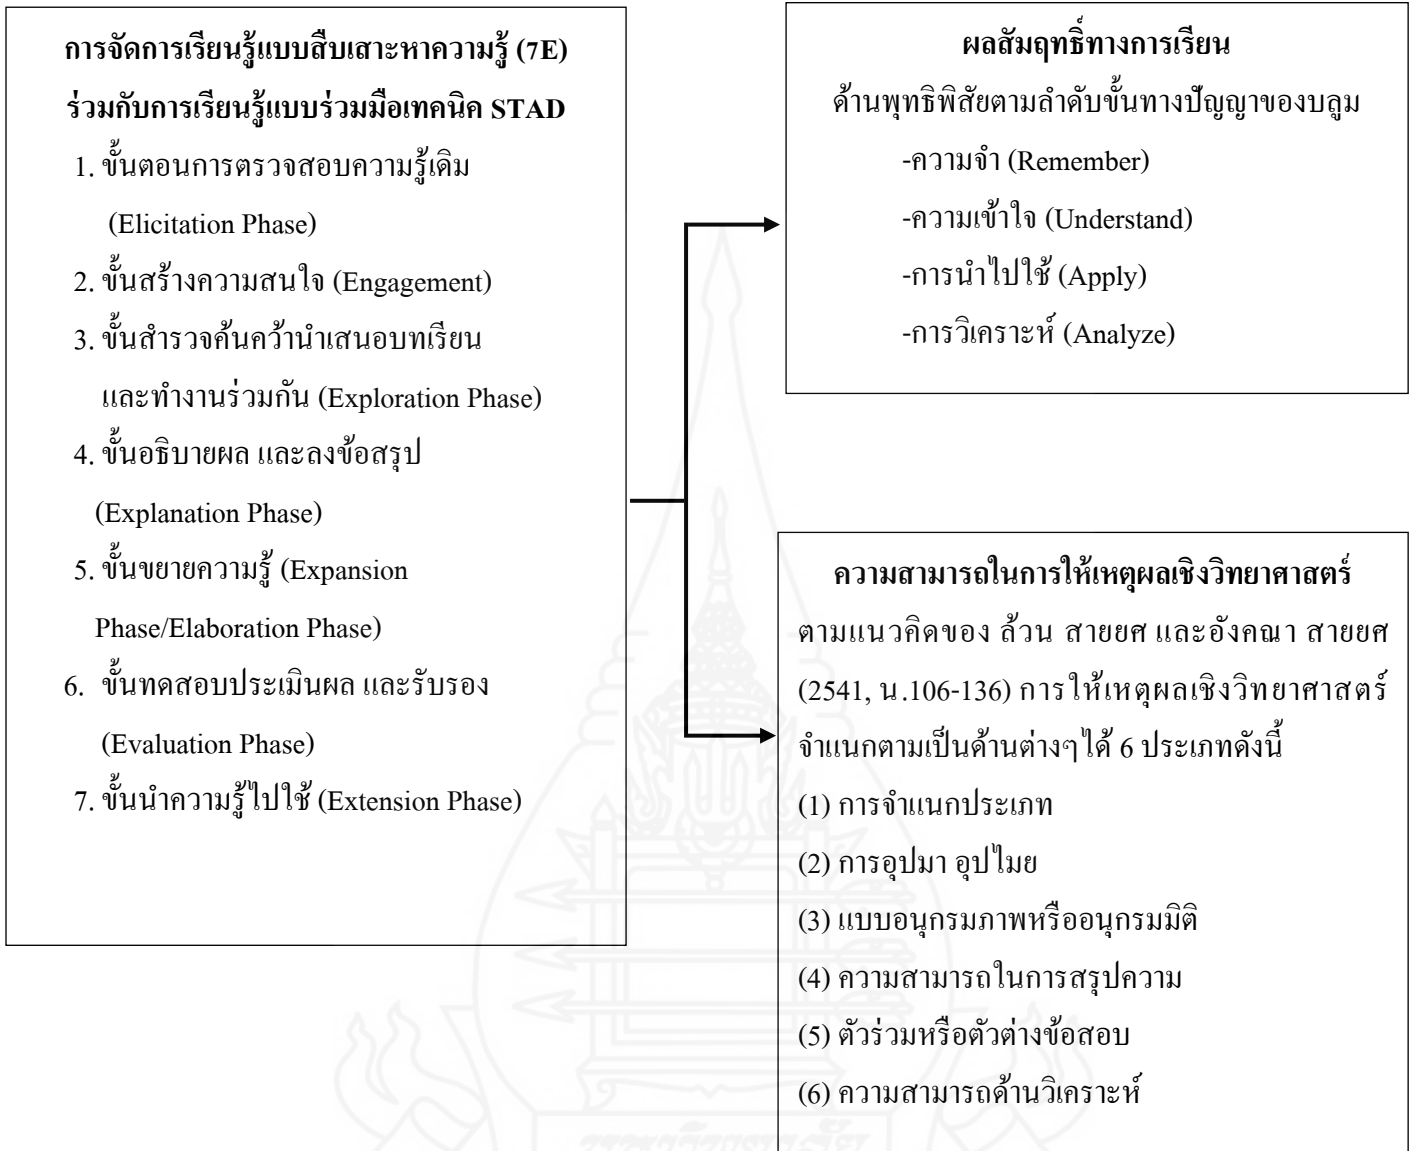 การจัดการเรียนรู้แบบสืบเสาะหาความรู้ (7E)
ร่วมกับการเรียนรู้แบบร่วมมือเทคนิค STAD
1. ขั้นตอนการตรวจสอบความรู้เดิม
(Elicitation Phase)
2. ขั้นสร้างความสนใจ (Engagement)
3. ขั้นสำรวจค้นคว้านำเสนอบทเรียน
และทำงานร่วมกัน (Exploration Phase)
4. ขั้นอธิบายผล และลงข้อสรุป
(Explanation Phase)
5. ขั้นขยายความรู้ (Expansion
Phase/Elaboration Phase)
6. ขั้นทดสอบประเมินผล และรับรอง
(Evaluation Phase)
7. ขั้นนำความรู้ไปใช้ (Extension Phase)
ผลสัมฤทธิ์ทางการเรียน
ด้านพุทธิพิสัยตามลำดับขั้นทางปัญญาของบลูม
-ความจำ (Remember)
-ความเข้าใจ (Understand)
-การนำไปใช้ (Apply)
-การวิเคราะห์ (Analyze)
ความสามารถในการให้เหตุผลเชิงวิทยาศาสตร์
ตามแนวคิดของ ล้วน สายยศ และอังคณา สายยศ
(2541, น.106-136) การให้เหตุผลเชิงวิทยาศาสตร์
จำแนกตามเป็นด้านต่างๆได้ 6 ประเภทดังนี้
(1) การจำแนกประเภท
(2) การอุปมา อุปไมย
(3) แบบอนุกรมภาพหรืออนุกรมมิติ
(4) ความสามารถในการสรุปความ
(5) ตัวร่วมหรือตัวต่างข้อสอบ
(6) ความสามารถด้านวิเคราะห์